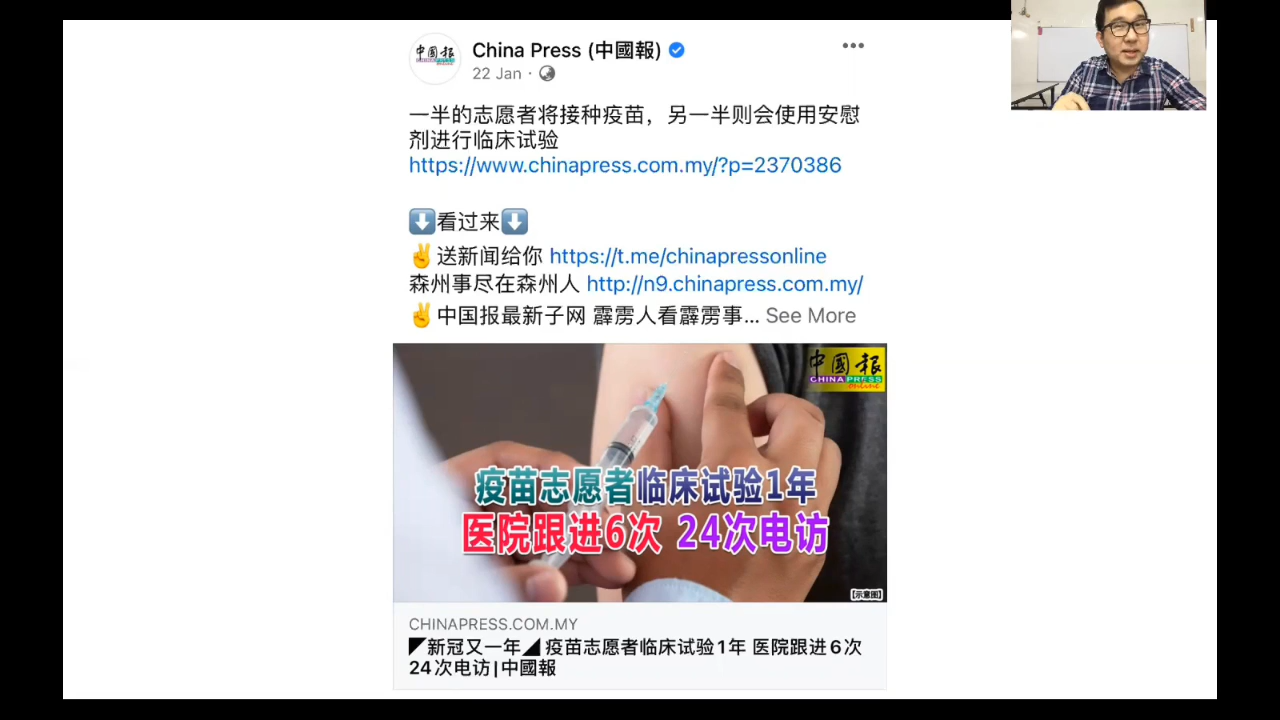 中國報
CHINA PRESS
China Press (中國報)
22 Jan ·
一半的志愿者将接种疫苗，另一半则会使用安慰
剂进行临床试验
https://www.chinapress.com.my/?p=2370386
⬇️看过来⬇️
✌️送新闻给你 https://t.me/chinapressonline
森州事尽在森州人 http://n9.chinapress.com.my/
✌️中国报最新子网 霹雳人看霹雳事... See More
中國報
CHINA PRESS
online
疫苗志愿者临床试验1年
医院跟进6次 24次电访
【示意图】
CHINAPRESS.COM.MY
◤新冠又一年◢ 疫苗志愿者临床试验1年 医院跟进6次
24次电访|中國報